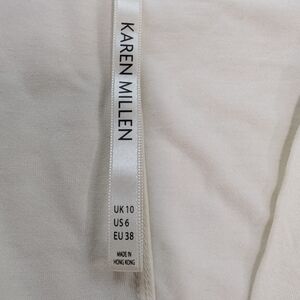 KAREN MILLEN
UK 10
US 6
EU 38
MADE IN
HONG KONG